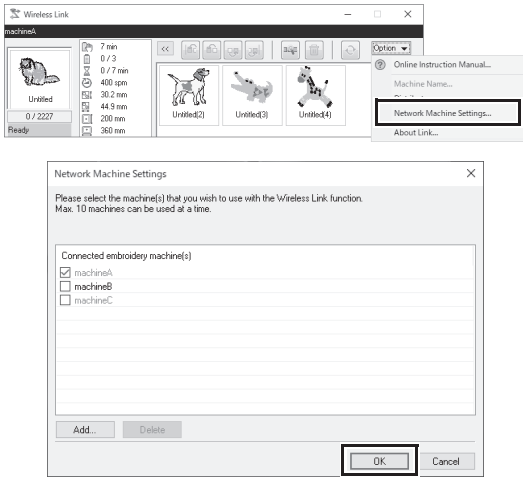 Wireless Link
machineA
7 min
0 / 3
0 / 7 min
400 spm
30.2 mm
44.9 mm
200 mm
360 mm
Untitled
0 / 2227
Ready
<<
Option
Untitled(2)
Untitled(3)
Untitled(4)
Online Instruction Manual...
Machine Name...
Network Machine Settings...
About Link...
Network Machine Settings
Please select the machine(s) that you wish to use with the Wireless Link function.
Max. 10 machines can be used at a time.
Connected embroidery machine(s)
machineA
machineB
machineC
Add...
Delete
OK
Cancel